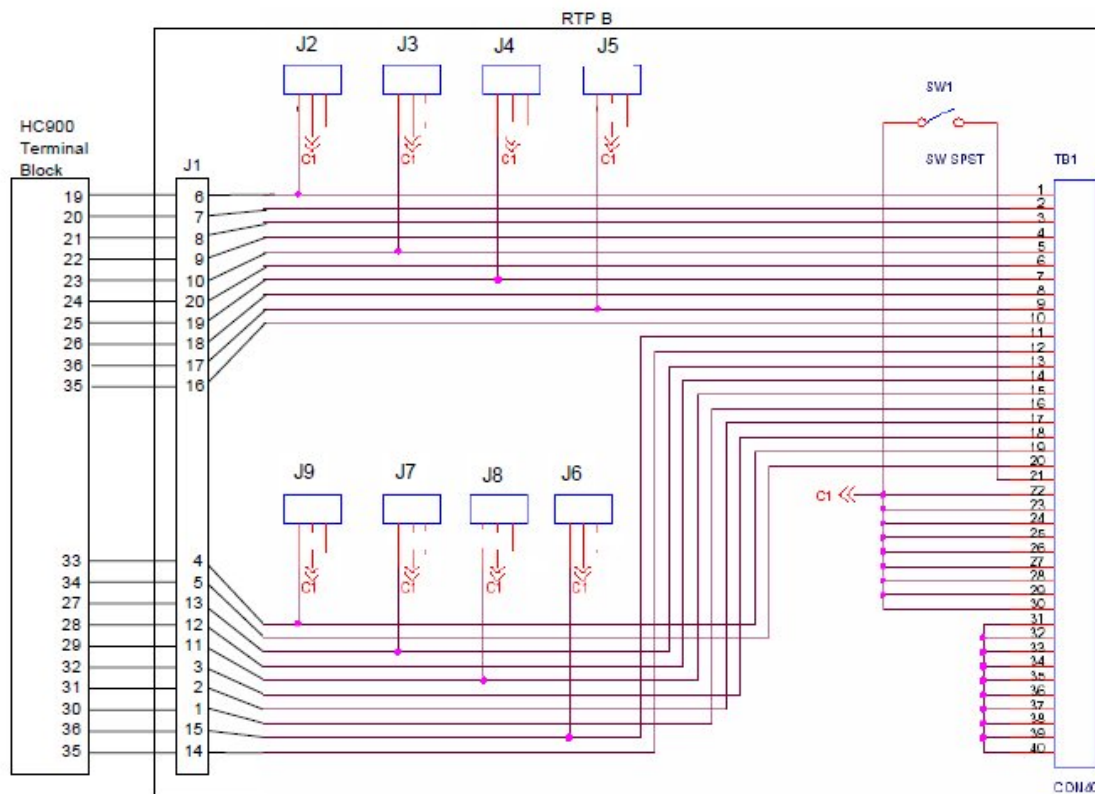 RTP B
J2 J3 J4 J5
SW1
HC900
Terminal
Block
J1
C1 C1 C1 C1
SW SPST
TB1
19 6 1
20 7 2
21 8 3
22 9 4
23 10 5
24 20 6
25 19 7
26 18 8
36 17 9
35 16 10
11
12
13
14
15
16
17
18
19
20
21
J9 J7 J8 J6
C1 22
23
24
25
26
27
28
29
30
C1 C1 C1 C1
33 4
34 5
27 13
28 12 31
29 11 32
32 3 33
31 2 34
30 1 35
36 15 36
35 14 37
38
39
40
CON40